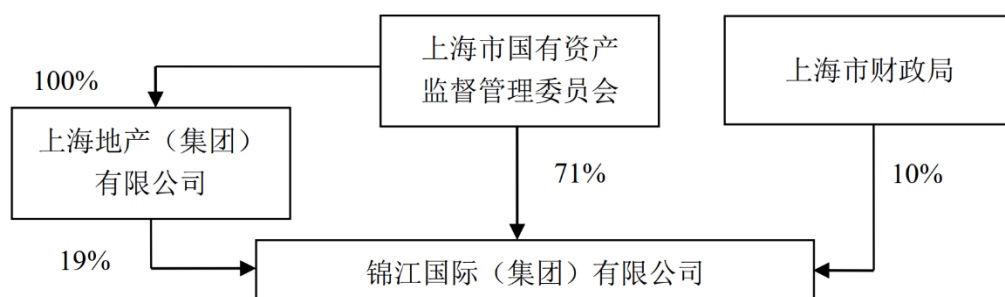 上海市国有资产
监督管理委员会
上海市财政局
100%
上海地产（集团）
有限公司
71%
10%
19%
锦江国际（集团）有限公司